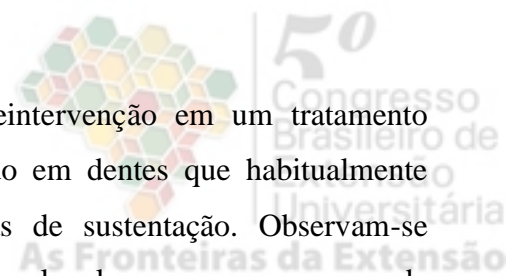 5º
Congresso
Brasileiro de
Extensão
Universitária
As Fronteiras da Extensão
eintervenção em um tratamento
o em dentes que habitualmente
s de sustentação. Observam-se